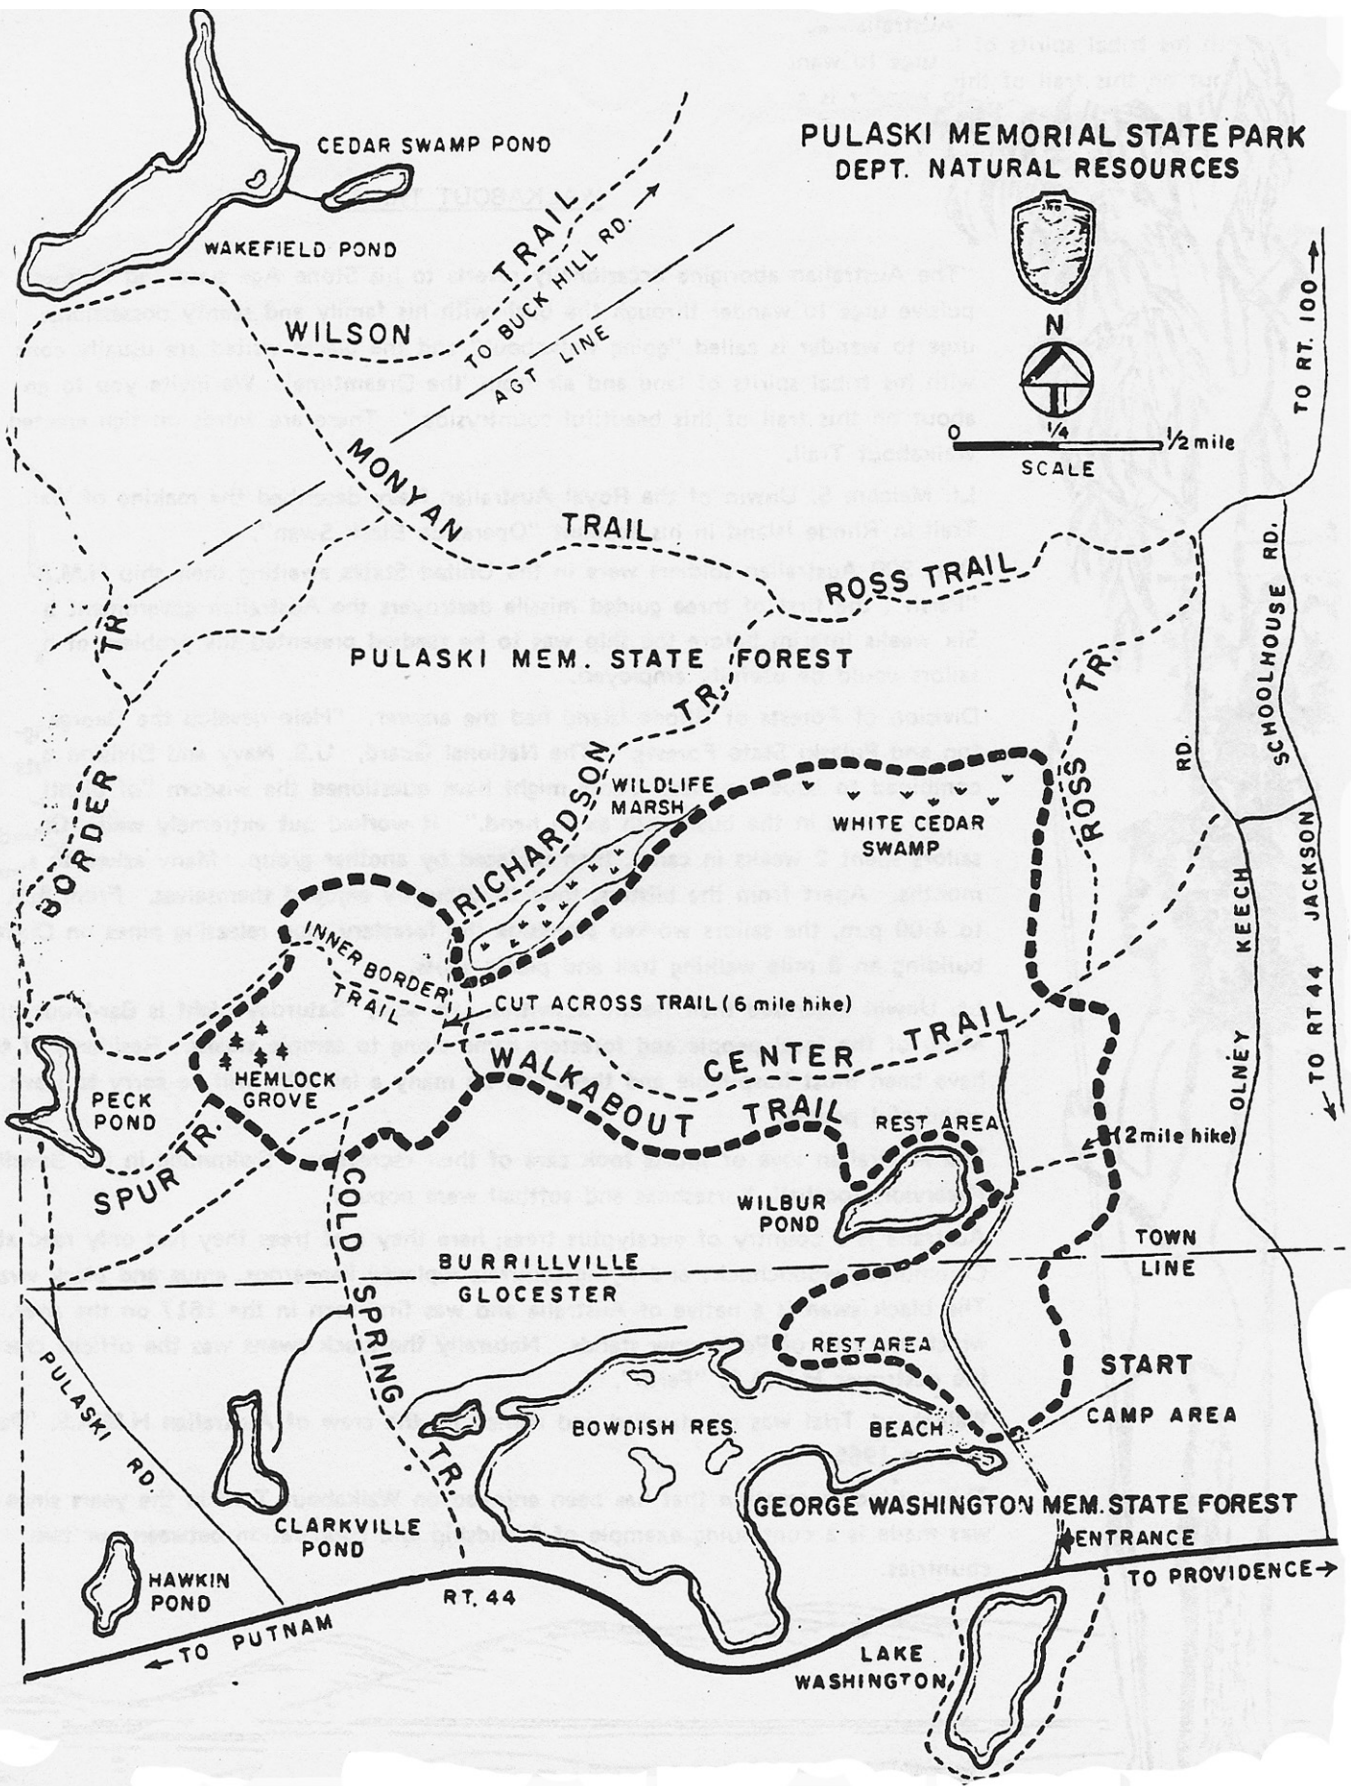 PULASKI MEMORIAL STATE PARK
DEPT. NATURAL RESOURCES
CEDAR SWAMP POND
WAKEFIELD POND
TRAIL
TO BUCK HILL RD.
AGT LINE
WILSON
N
0 1/4 1/2 mile
SCALE
TO RT. 100
MONYAN
TRAIL
ROSS TRAIL
TR.
PULASKI MEM. STATE FOREST
ROSS TR.
RD.
SCHOOLHOUSE RD.
BORDER
RICHARDSON TR.
WILDLIFE
MARSH
WHITE CEDAR
SWAMP
OLNEY KEECH
JACKSON
TO RT 44
INNER BORDER
TRAIL
CUT ACROSS TRAIL (6 mile hike)
CENTER TRAIL
HEMLOCK
GROVE
PECK
POND
WALKABOUT TRAIL
REST AREA
(2 mile hike)
SPUR TR.
WILBUR
POND
COLD SPRING TR.
BURRILLVILLE
GLOCESTER
TOWN
LINE
REST AREA
START
CAMP AREA
PULASKI RD
BOWDISH RES.
BEACH
GEORGE WASHINGTON MEM. STATE FOREST
CLARKVILLE
POND
ENTRANCE
HAWKIN
POND
RT. 44
TO PROVIDENCE
TO PUTNAM
LAKE
WASHINGTON